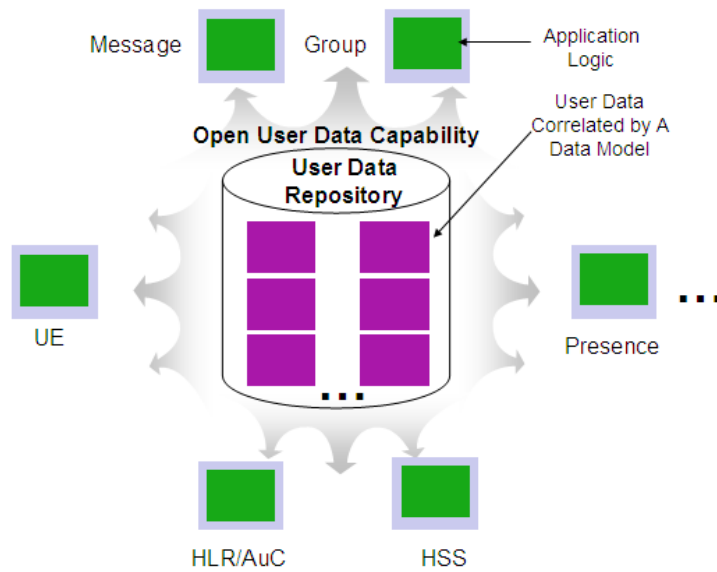 Message
Group
Application
Logic
User Data
Correlated by A
Data Model
Open User Data Capability
User Data
Repository
...
UE
Presence
...
HLR/AuC
HSS